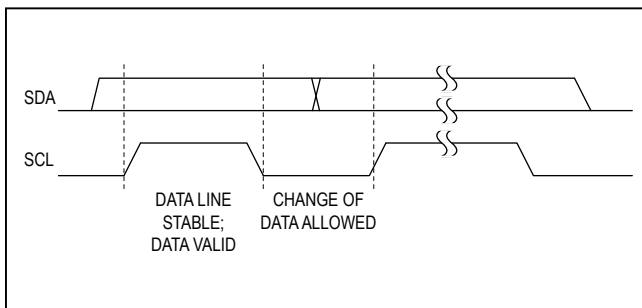 SDA
SCL
DATA LINE
STABLE;
DATA VALID
CHANGE OF
DATA ALLOWED